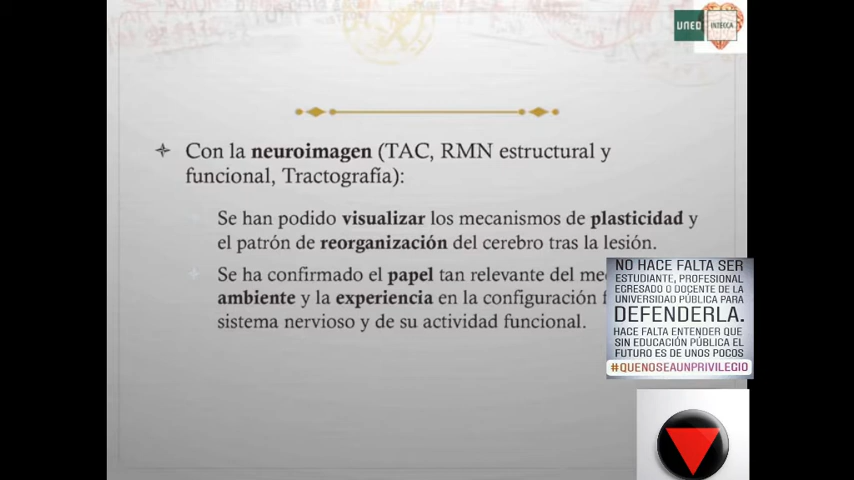 UNED
INTECCA
Con la neuroimagen (TAC, RMN estructural y
funcional, Tractografía):
Se han podido visualizar los mecanismos de plasticidad y
el patrón de reorganización del cerebro tras la lesión.
Se ha confirmado el papel tan relevante del
ambiente y la experiencia en la configuración
sistema nervioso y de su actividad funcional.
NO HACE FALTA SER
ESTUDIANTE, PROFESIONAL
EGRESADO O DOCENTE DE LA
UNIVERSIDAD PÚBLICA PARA
DEFENDERLA.
HACE FALTA ENTENDER QUE
SIN EDUCACIÓN PÚBLICA EL
FUTURO ES DE UNOS POCOS
#QUENOSEAUNPRIVILEGIO